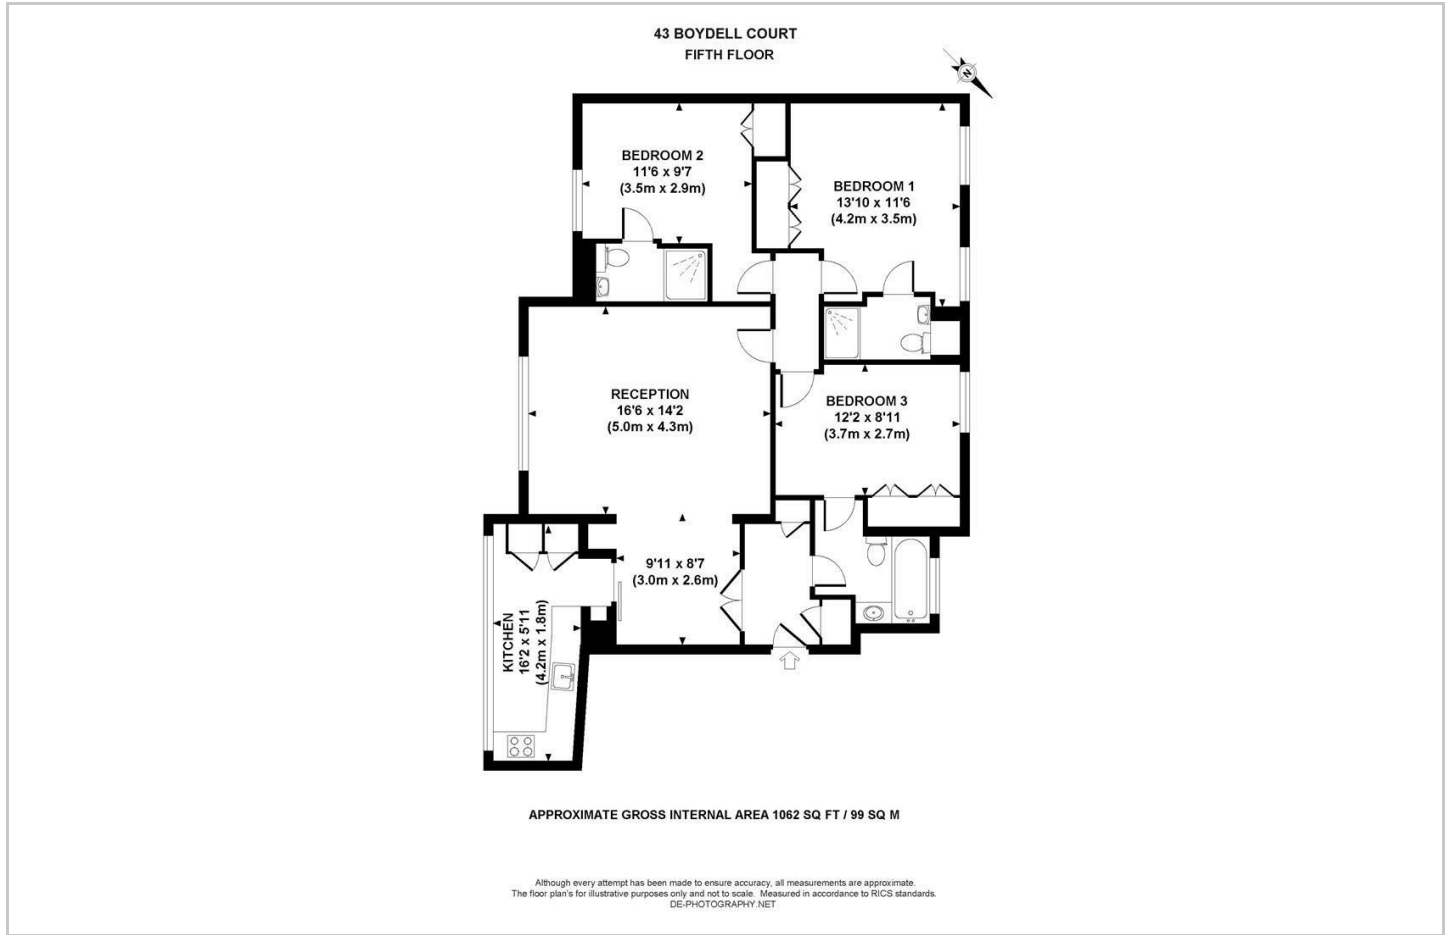 43 BOYDELL COURT
FIFTH FLOOR
N
BEDROOM 2
11'6 x 9'7
(3.5m x 2.9m)
BEDROOM 1
13'10 x 11'6
(4.2m x 3.5m)
RECEPTION
16'6 x 14'2
(5.0m x 4.3m)
BEDROOM 3
12'2 x 8'11
(3.7m x 2.7m)
9'11 x 8'7
(3.0m x 2.6m)
KITCHEN
16'2 x 5'11
(4.2m x 1.8m)
APPROXIMATE GROSS INTERNAL AREA 1062 SQ FT / 99 SQ M
Although every attempt has been made to ensure accuracy, all measurements are approximate.
The floor plan's for illustrative purposes only and not to scale. Measured in accordance to RICS standards.
DE-PHOTOGRAPHY.NET